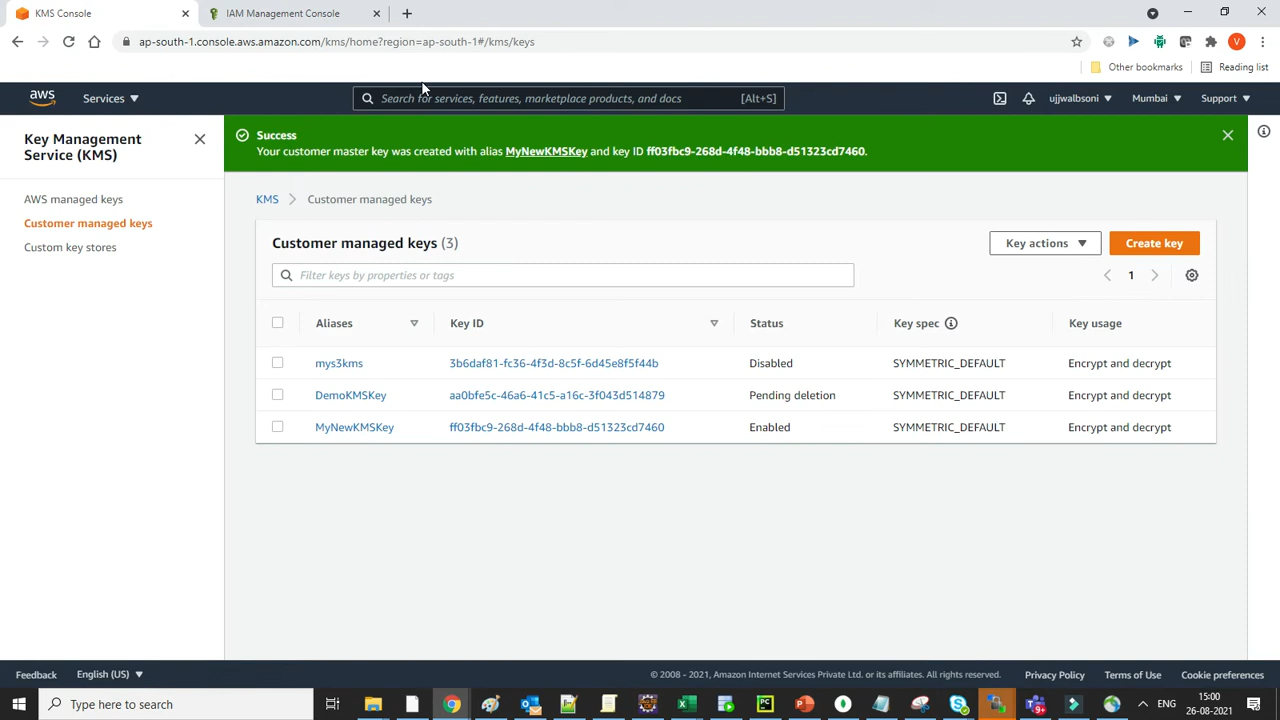 KMS Console
IAM Management Console
ap-south-1.console.aws.amazon.com/kms/home?region=ap-south-1#/kms/keys
V
Other bookmarks
Reading list
aws
Services
Search for services, features, marketplace products, and docs
[Alt+S]
ujjwalbsoni
Mumbai
Support
Key Management
Service (KMS)
AWS managed keys
Customer managed keys
Custom key stores
Success
Your customer master key was created with alias MyNewKMSKey and key ID ff03fbc9-268d-4f48-bbb8-d51323cd7460.
KMS
Customer managed keys
Customer managed keys (3)
Key actions
Create key
Filter keys by properties or tags
1
Aliases
Key ID
Status
Key spec
Key usage
mys3kms
3b6daf81-fc36-4f3d-8c5f-6d45e8f5f44b
Disabled
SYMMETRIC_DEFAULT
Encrypt and decrypt
DemoKMSKey
aa0bfe5c-46a6-41c5-a16c-3f043d514879
Pending deletion
SYMMETRIC_DEFAULT
Encrypt and decrypt
MyNewKMSKey
ff03fbc9-268d-4f48-bbb8-d51323cd7460
Enabled
SYMMETRIC_DEFAULT
Encrypt and decrypt
Feedback
English (US)
© 2008 - 2021, Amazon Internet Services Private Ltd. or its affiliates. All rights reserved.
Privacy Policy
Terms of Use
Cookie preferences
Type here to search
PC
9+
ENG
15:00
26-08-2021